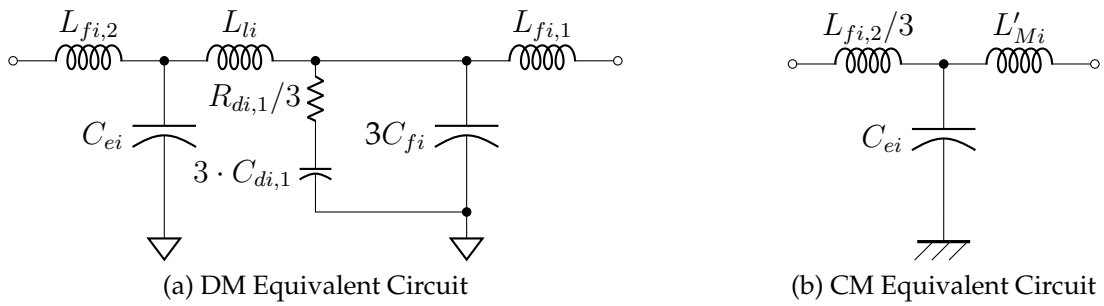 L_{fi,2} L_{li} L_{fi,1} L_{fi,2}/3 L'_{Mi}
R_{di,1}/3
C_{ei} 3C_{fi} C_{ei}
3 · C_{di,1}
(a) DM Equivalent Circuit (b) CM Equivalent Circuit